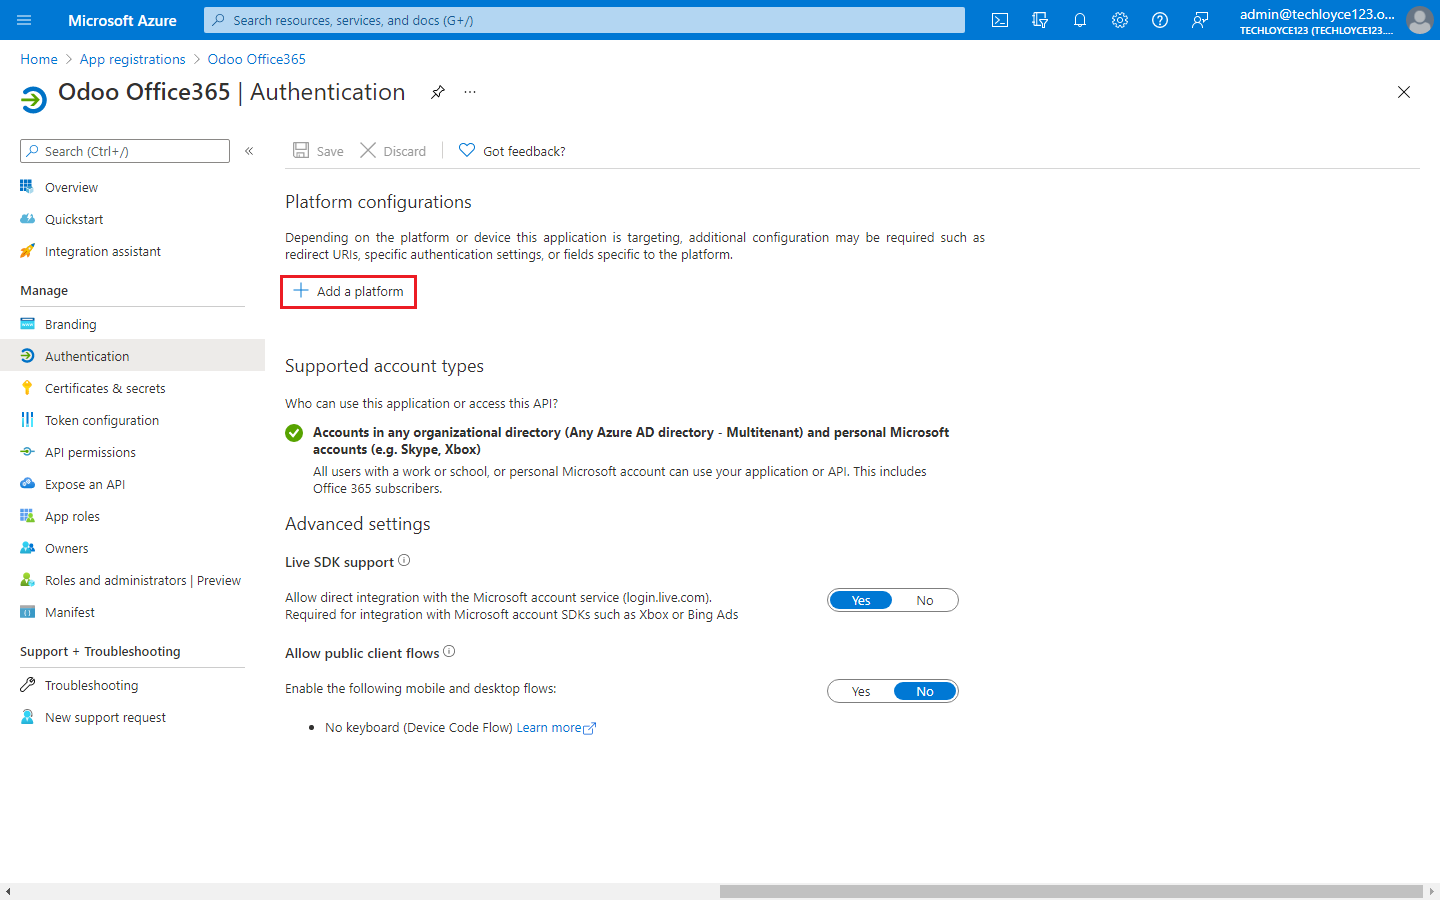 Microsoft Azure
Search resources, services, and docs (G+/)
admin@techloyce123.o...
TECHLOYCE123 (TECHLOYCE123....
Home > App registrations > Odoo Office365
Odoo Office365 | Authentication
...
Search (Ctrl+/)
«
Overview
Quickstart
Integration assistant
Manage
Branding
Authentication
Certificates & secrets
Token configuration
API permissions
Expose an API
App roles
Owners
Roles and administrators | Preview
Manifest
Support + Troubleshooting
Troubleshooting
New support request
Save
Discard
Got feedback?
Platform configurations
Depending on the platform or device this application is targeting, additional configuration may be required such as
redirect URIs, specific authentication settings, or fields specific to the platform.
Add a platform
Supported account types
Who can use this application or access this API?
Accounts in any organizational directory (Any Azure AD directory - Multitenant) and personal Microsoft
accounts (e.g. Skype, Xbox)
All users with a work or school, or personal Microsoft account can use your application or API. This includes
Office 365 subscribers.
Advanced settings
Live SDK support
Allow direct integration with the Microsoft account service (login.live.com).
Required for integration with Microsoft account SDKs such as Xbox or Bing Ads
Yes No
Allow public client flows
Enable the following mobile and desktop flows:
Yes No
• No keyboard (Device Code Flow) Learn more